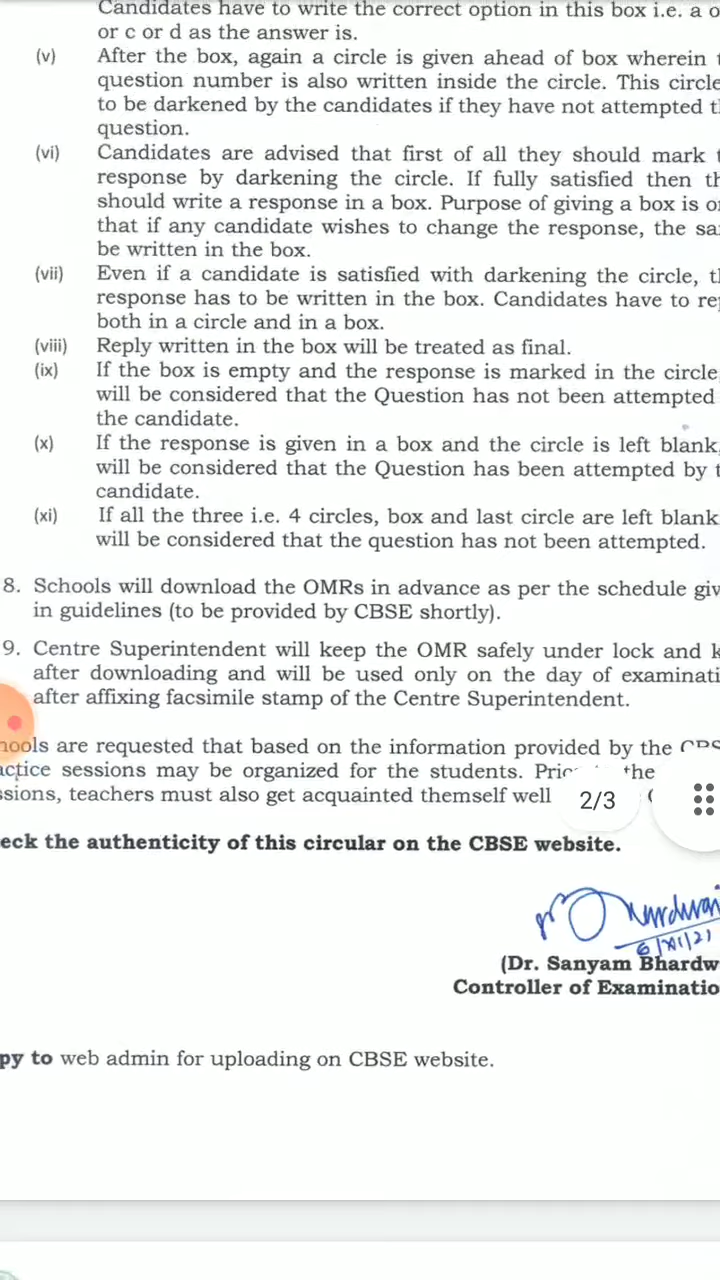 Candidates have to write the correct option in this box i.e. a o
or c or d as the answer is.
(v) After the box, again a circle is given ahead of box wherein t
question number is also written inside the circle. This circle
to be darkened by the candidates if they have not attempted th
question.
(vi) Candidates are advised that first of all they should mark t
response by darkening the circle. If fully satisfied then th
should write a response in a box. Purpose of giving a box is on
that if any candidate wishes to change the response, the sa
be written in the box.
(vii) Even if a candidate is satisfied with darkening the circle, th
response has to be written in the box. Candidates have to rep
both in a circle and in a box.
(viii) Reply written in the box will be treated as final.
(ix) If the box is empty and the response is marked in the circle
will be considered that the Question has not been attempted
the candidate.
(x) If the response is given in a box and the circle is left blank,
will be considered that the Question has been attempted by t
candidate.
(xi) If all the three i.e. 4 circles, box and last circle are left blank
will be considered that the question has not been attempted.
8. Schools will download the OMRs in advance as per the schedule giv
in guidelines (to be provided by CBSE shortly).
9. Centre Superintendent will keep the OMR safely under lock and k
after downloading and will be used only on the day of examinati
after affixing facsimile stamp of the Centre Superintendent.
hools are requested that based on the information provided by the CBS
actice sessions may be organized for the students. Prio the
ssions, teachers must also get acquainted themself well
2/3
eck the authenticity of this circular on the CBSE website.
6/XI/21
(Dr. Sanyam Bhardw
Controller of Examinatio
py to web admin for uploading on CBSE website.